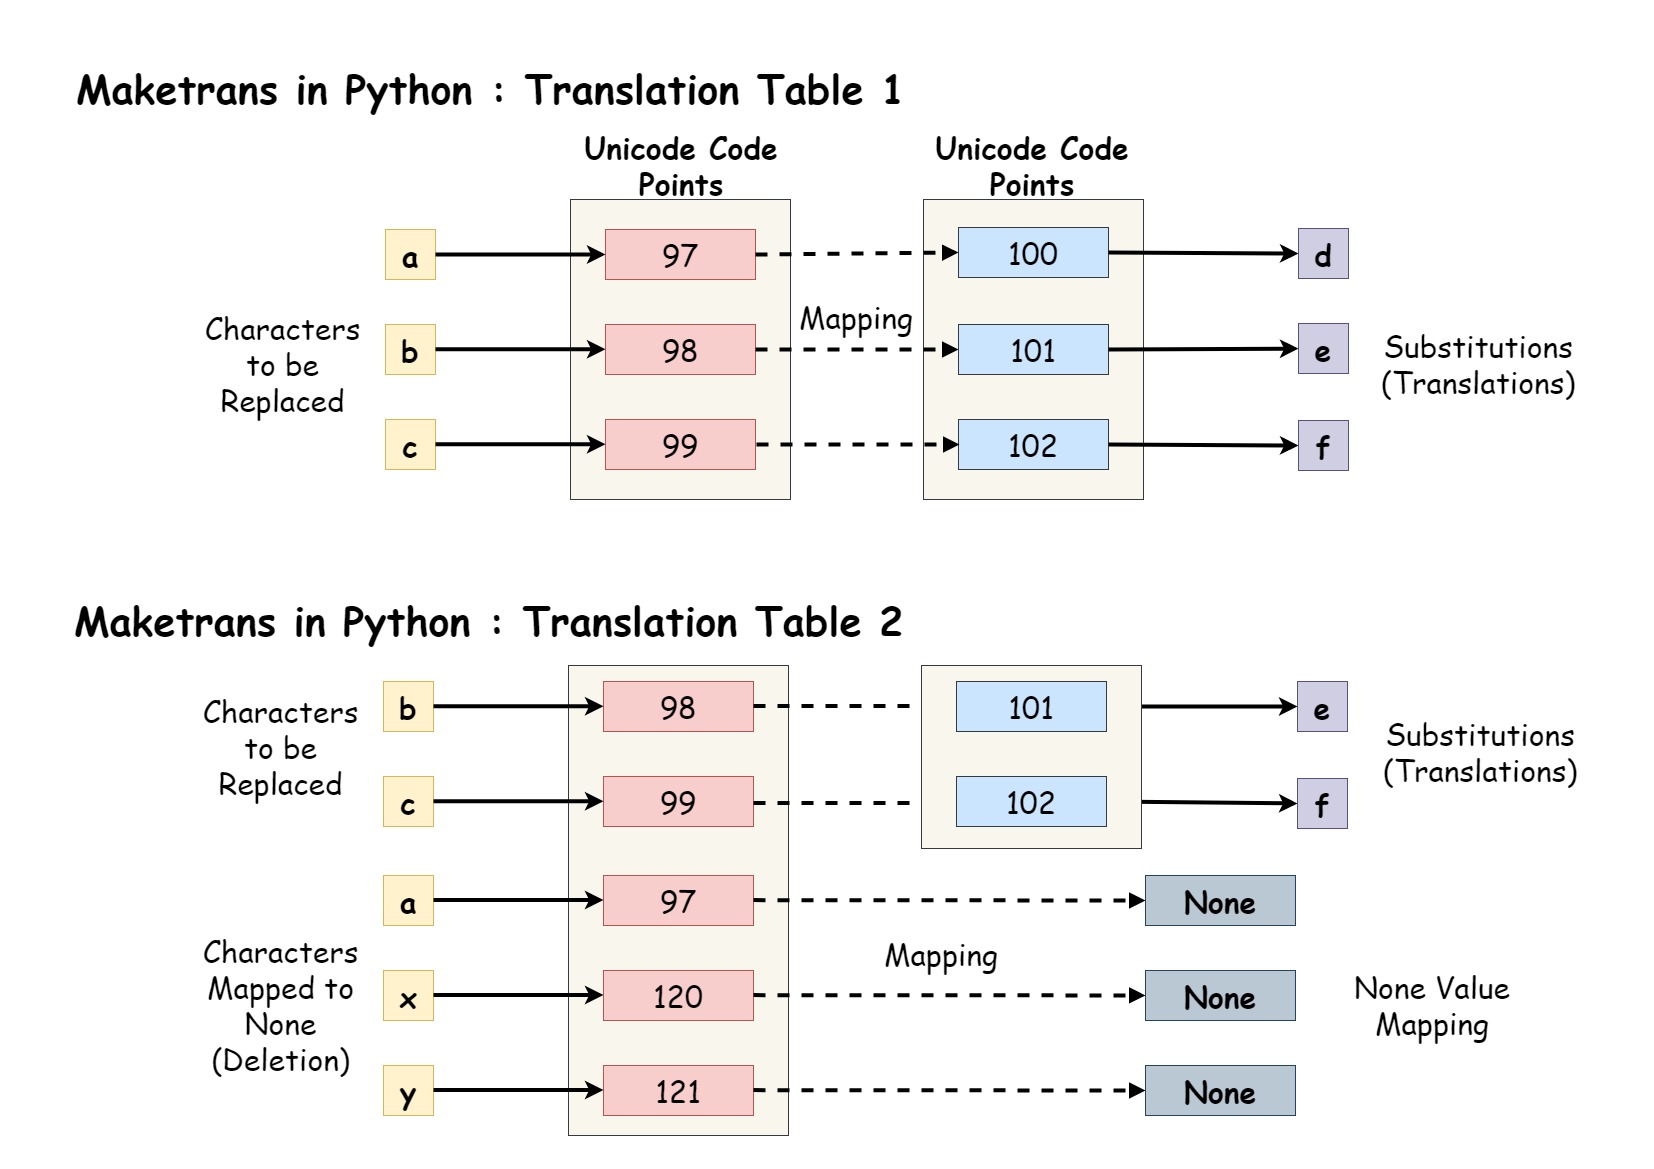 Maketrans in Python : Translation Table 1
Unicode Code
Points
Unicode Code
Points
a
97
100
d
Characters
to be
Replaced
b
98
Mapping
101
e
Substitutions
(Translations)
c
99
102
f
Maketrans in Python : Translation Table 2
Characters
to be
Replaced
b
98
101
e
Substitutions
(Translations)
c
99
102
f
a
97
None
Characters
Mapped to
None
(Deletion)
Mapping
x
120
None
None Value
Mapping
y
121
None